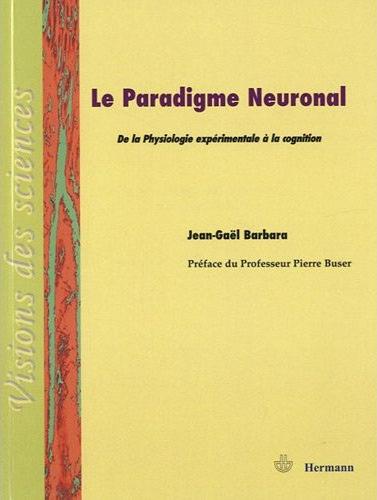 Visions des sciences
Le Paradigme Neuronal
De la Physiologie expérimentale à la cognition
Jean-Gaël Barbara
Préface du Professeur Pierre Buser
Hermann